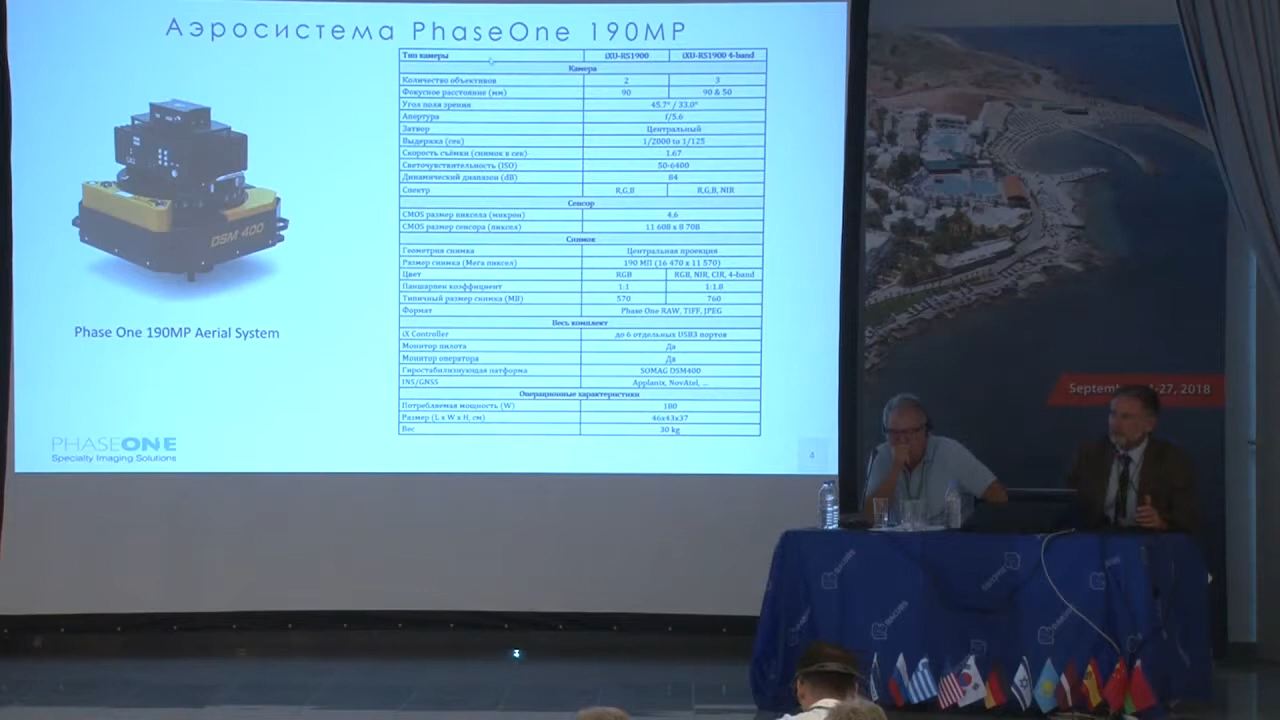 Аэросистема PhaseOne 190MP
Тип камеры iXU-RS1900 iXU-RS1900 4-band
Камера
Количество объективов 2 3
Фокусное расстояние (мм) 90 90 & 50
Угол поля зрения 45.7° / 33.0°
Апертура f/5.6
Затвор Центральный
Выдержка (сек) 1/2000 to 1/125
Скорость съёмки (снимок в сек) 1.67
Светочувствительность (ISO) 50-6400
Динамический диапазон (dB) 84
Спектр R,G,B R,G,B, NIR
Сенсор
CMOS размер пиксела (микрон) 4.6
CMOS размер сенсора (пиксел) 11 608 x 8 708
Снимок
Геометрия снимка Центральная проекция
Размер снимка (Мега пиксел) 190 МП (16 470 x 11 570)
Цвет RGB RGB, NIR, CIR, 4-band
Паншарпен коэффициент 1:1 1:1.8
Типичный размер снимка (MB) 570 760
Формат Phase One RAW, TIFF, JPEG
Весь комплект
iX Controller до 6 отдельных USB3 портов
Монитор пилота Да
Монитор оператора Да
Гиростабилизнующая патформа SOMAG DSM400
INS/GNSS Applanix, NovAtel, ...
Операционные характеристики
Потребляемая мощность (W) 180
Размер (L x W x H, см) 46x43x37
Вес 30 kg
DSM 400
Phase One 190MP Aerial System
PHASEONE
Specialty Imaging Solutions
4
27, 2018
RACURS
RACURS
RACURS